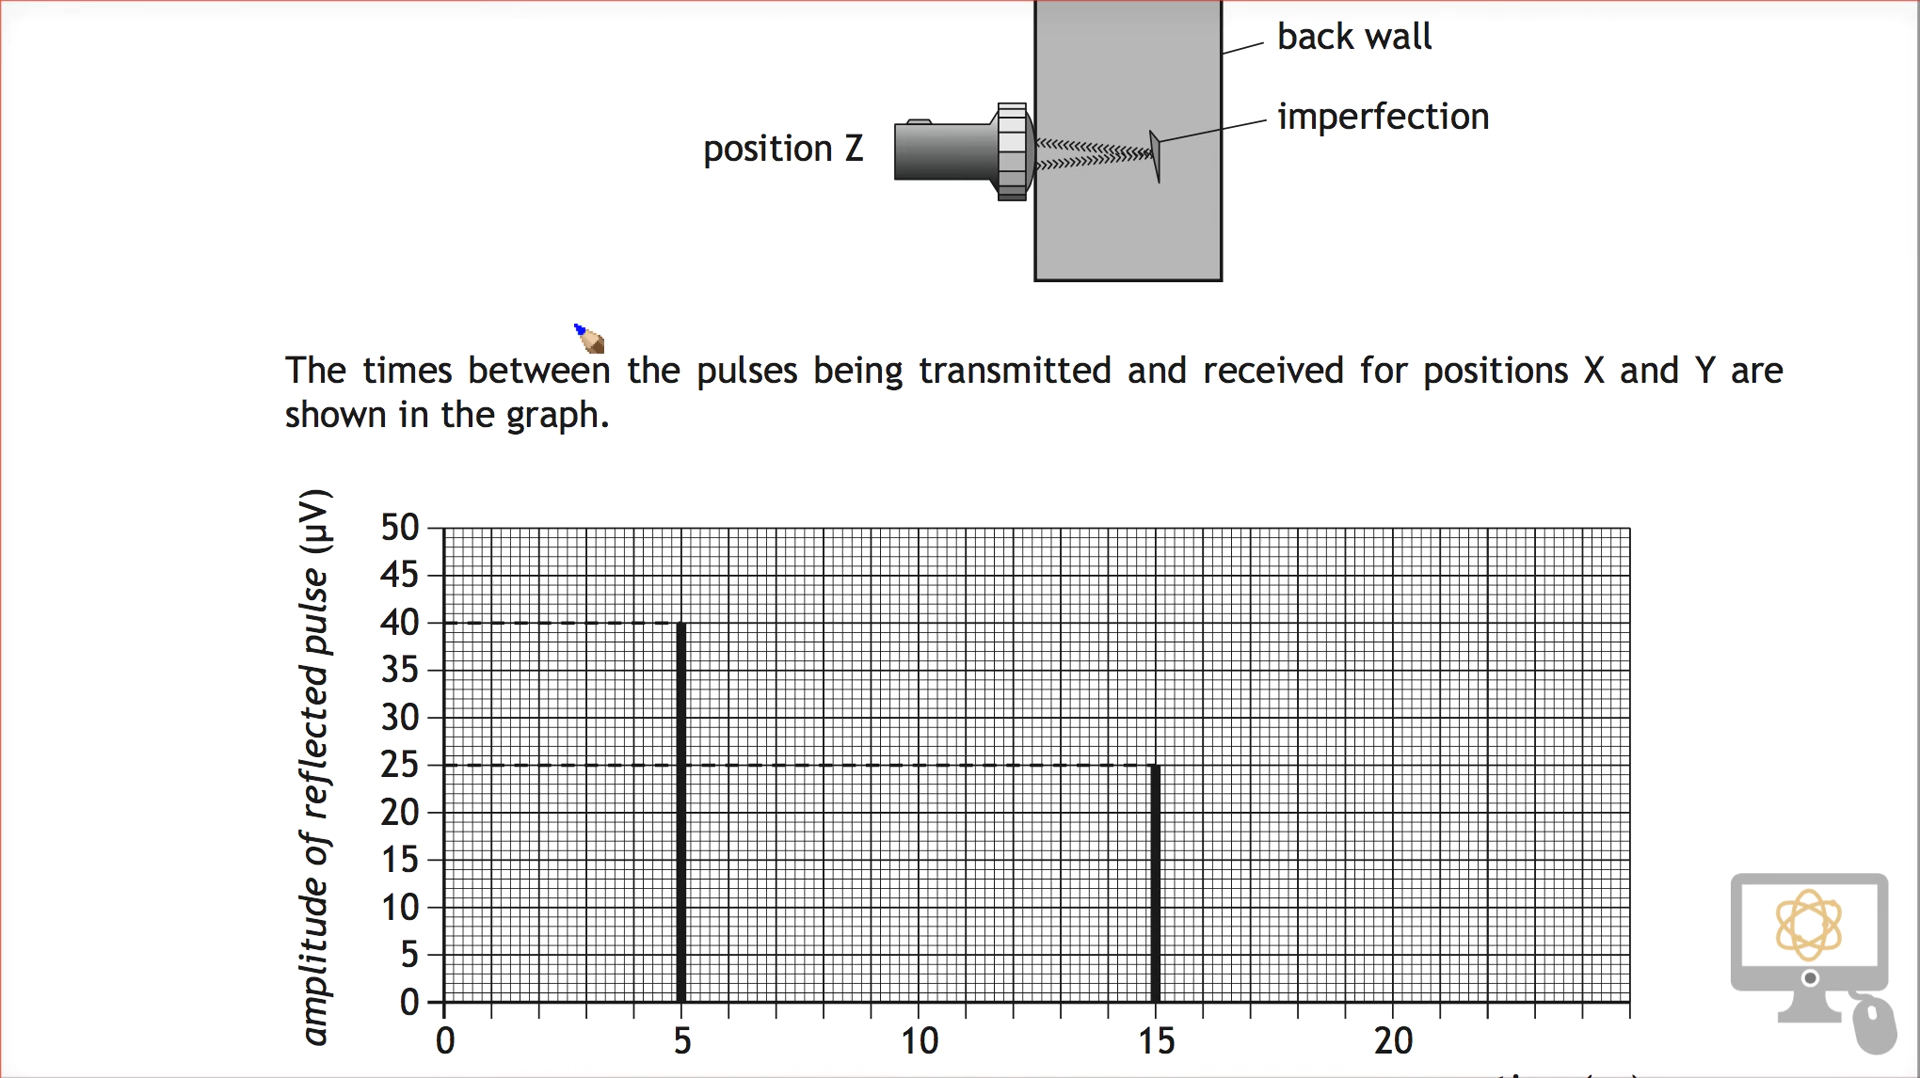 back wall
imperfection
position Z
The times between the pulses being transmitted and received for positions X and Y are
shown in the graph.
amplitude of reflected pulse (µV)
50
45
40
35
30
25
20
15
10
5
0
0 5 10 15 20